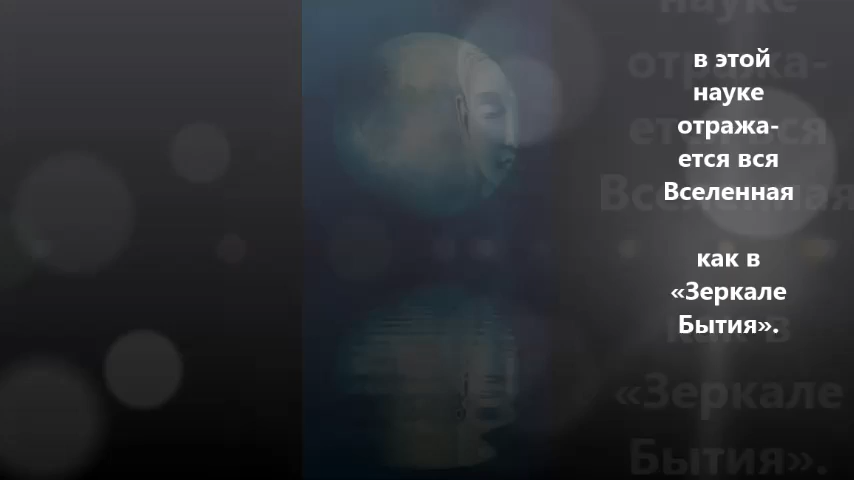 в этой
науке
отража-
ется вся
Вселенная
как в
«Зеркале
Бытия».